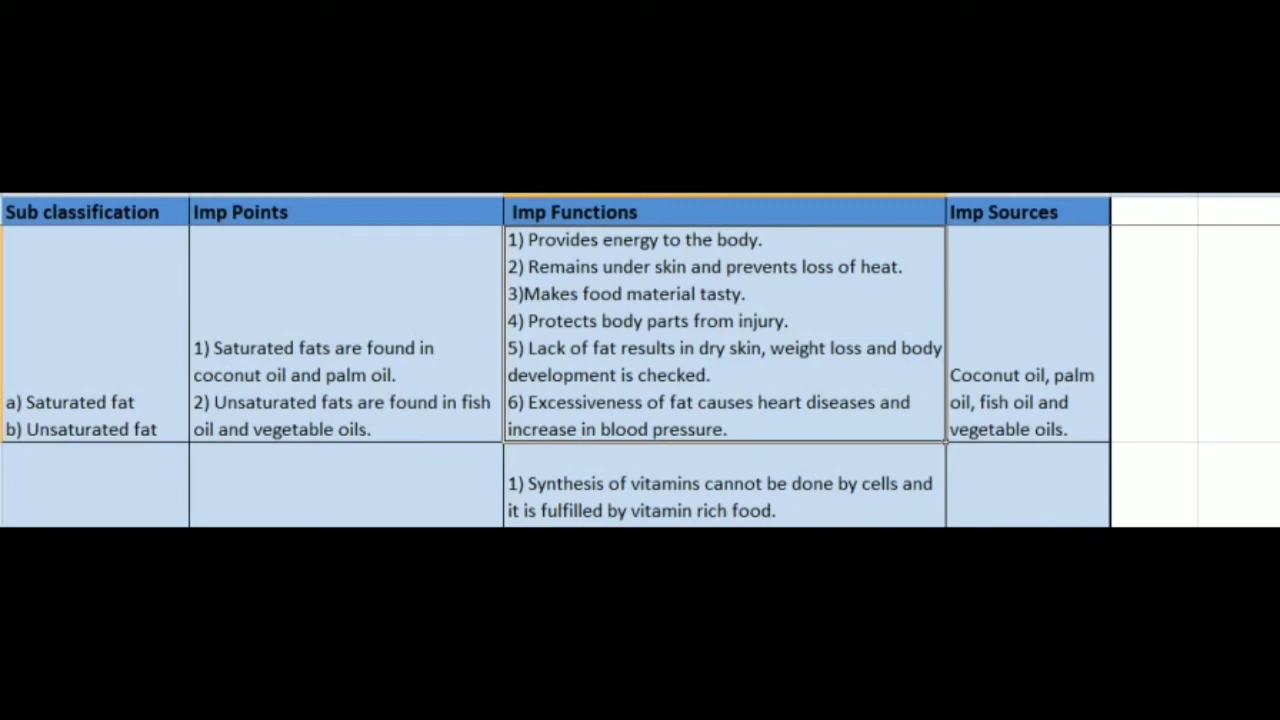 Sub classification
Imp Points
Imp Functions
Imp Sources
a) Saturated fat
b) Unsaturated fat
1) Saturated fats are found in
coconut oil and palm oil.
2) Unsaturated fats are found in fish
oil and vegetable oils.
1) Provides energy to the body.
2) Remains under skin and prevents loss of heat.
3)Makes food material tasty.
4) Protects body parts from injury.
5) Lack of fat results in dry skin, weight loss and body
development is checked.
6) Excessiveness of fat causes heart diseases and
increase in blood pressure.
Coconut oil, palm
oil, fish oil and
vegetable oils.
1) Synthesis of vitamins cannot be done by cells and
it is fulfilled by vitamin rich food.